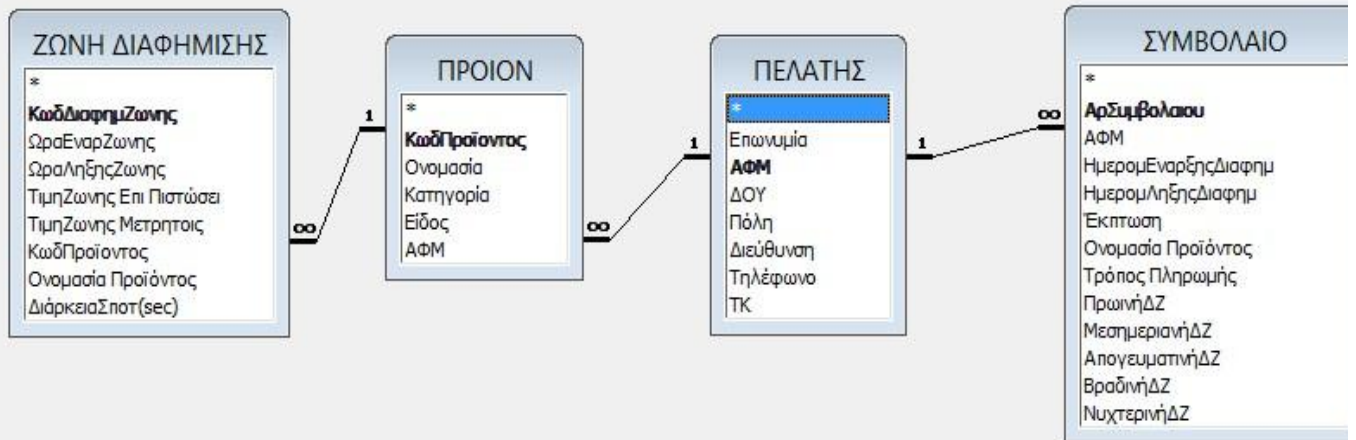 ΖΩΝΗ ΔΙΑΦΗΜΙΣΗΣ
*
ΚωδΔιαφημΖωνης
ΩραΕναρΖωνης
ΩραΛηξηςΖωνης
ΤιμηΖωνης Επι Πιστώσει
ΤιμηΖωνης Μετρητοις
ΚωδΠροϊοντος
Ονομασία Προϊόντος
ΔιάρκειαΣποτ(sec)
1
∞
ΠΡΟΙΟΝ
*
ΚωδΠροϊοντος
Ονομασία
Κατηγορία
Είδος
ΑΦΜ
1
∞
ΠΕΛΑΤΗΣ
*
Επωνυμία
ΑΦΜ
ΔΟΥ
Πόλη
Διεύθυνση
Τηλέφωνο
ΤΚ
1
∞
ΣΥΜΒΟΛΑΙΟ
*
ΑρΣυμβολαιου
ΑΦΜ
ΗμερομΕναρξηςΔιαφημ
ΗμερομΛηξηςΔιαφημ
Έκπτωση
Ονομασία Προϊόντος
Τρόπος Πληρωμής
ΠρωινήΔΖ
ΜεσημεριανήΔΖ
ΑπογευματινήΔΖ
ΒραδινήΔΖ
ΝυχτερινήΔΖ